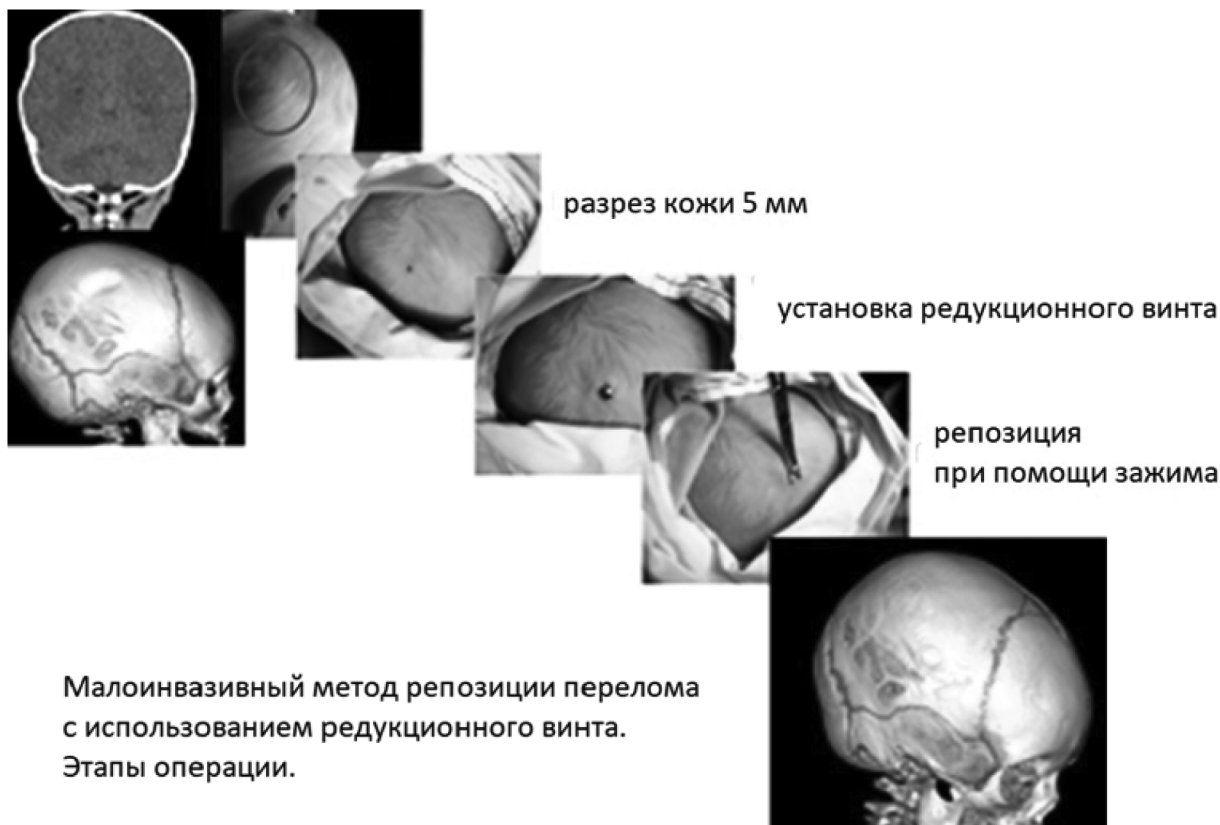 разрез кожи 5 мм
установка редукционного винта
репозиция
при помощи зажима
Малоинвазивный метод репозиции перелома
с использованием редукционного винта.
Этапы операции.